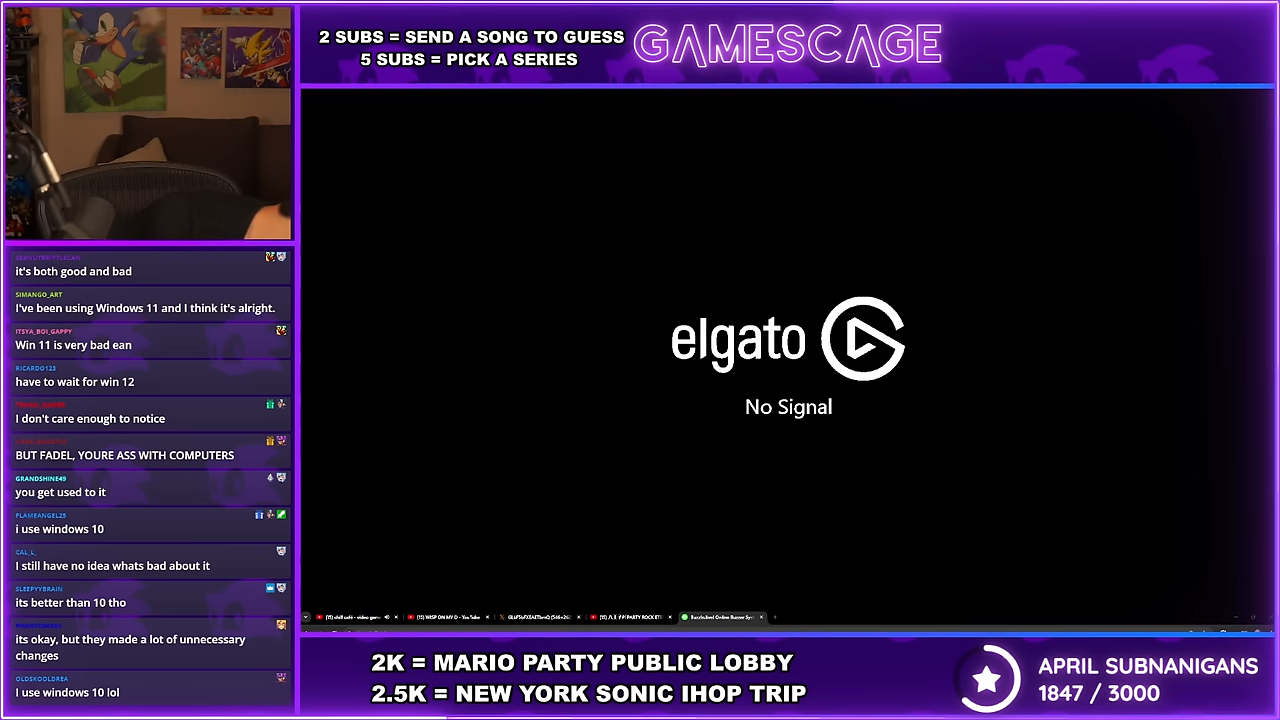 2 SUBS = SEND A SONG TO GUESS
5 SUBS = PICK A SERIES
GAMESCAGE
it's both good and bad
SIMANGO_ART
I've been using Windows 11 and I think it's alright.
ITSYA_BOI_GAPPY
Win 11 is very bad ean
RICARDO123
have to wait for win 12
I don't care enough to notice
BUT FADEL, YOURE ASS WITH COMPUTERS
GRANDSHINE49
you get used to it
FLAMEANGEL25
i use windows 10
CAL_L_
I still have no idea whats bad about it
SLEEPYYBRAIN
its better than 10 tho
its okay, but they made a lot of unnecessary
changes
OLDSKOOLDREA
I use windows 10 lol
elgato
No Signal
2K = MARIO PARTY PUBLIC LOBBY
2.5K = NEW YORK SONIC IHOP TRIP
APRIL SUBNANIGANS
1847 / 3000